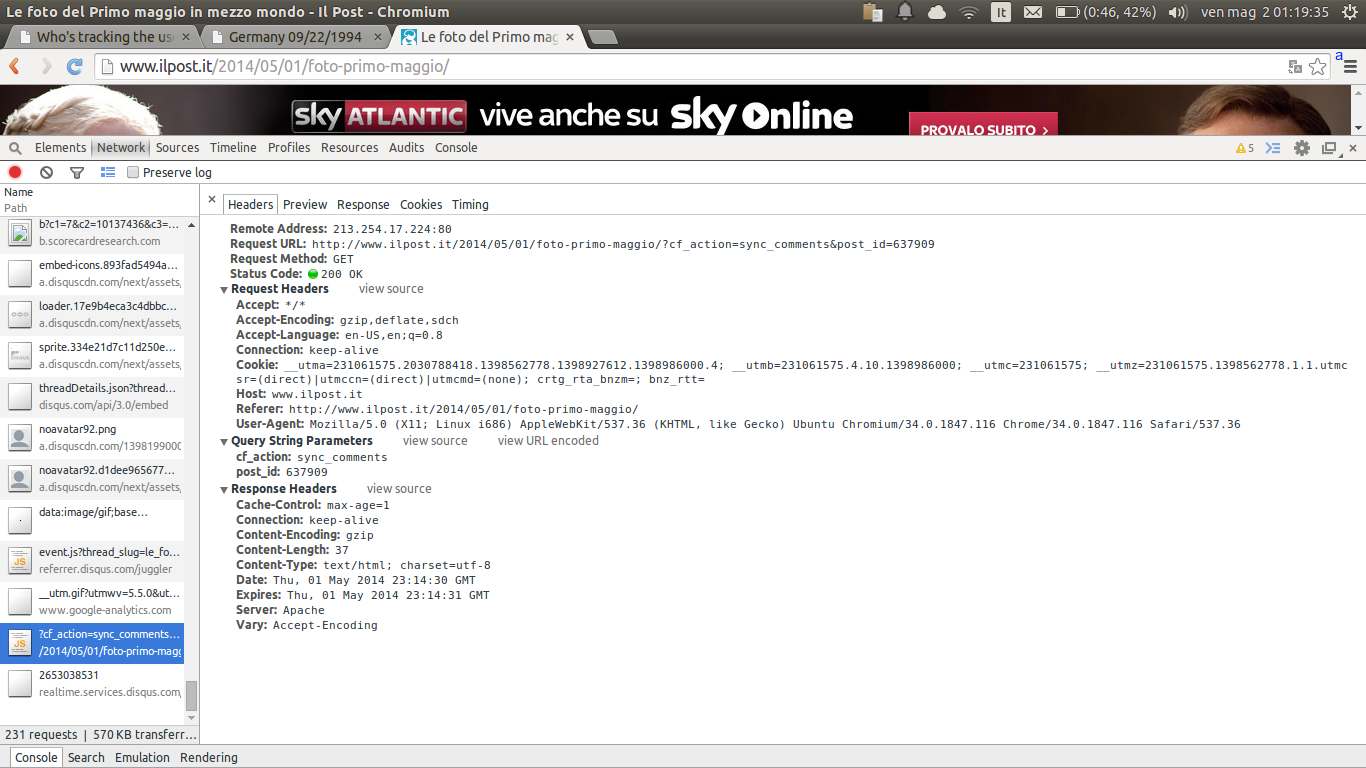 Le foto del Primo maggio in mezzo mondo - Il Post - Chromium
It
(0:46, 42%)
ven mag 2 01:19:35
Who's tracking the us
Germany 09/22/1994
Le foto del Primo mag
www.ilpost.it/2014/05/01/foto-primo-maggio/
a
sky ATLANTIC vive anche su sky Online
PROVALO SUBITO >
Elements Network Sources Timeline Profiles Resources Audits Console
5
Preserve log
Name
Path
b?c1=7&c2=10137436&c3=...
b.scorecardresearch.com
embed-icons.893fad5494a...
a.disquscdn.com/next/assets,
loader.17e9b4eca3c4dbbc...
a.disquscdn.com/next/assets,
sprite.334e21d7c11d250e...
a.disquscdn.com/next/assets,
threadDetails.json?thread...
disqus.com/api/3.0/embed
noavatar92.png
a.disquscdn.com/1398199000
noavatar92.d1dee965677...
a.disquscdn.com/next/assets,
data:image/gif;base...
event.js?thread_slug=le_fo...
referrer.disqus.com/juggler
__utm.gif?utmwv=5.5.0&ut...
www.google-analytics.com
?cf_action=sync_comments...
/2014/05/01/foto-primo-magg
2653038531
realtime.services.disqus.com,
231 requests | 570 KB transferr...
Headers Preview Response Cookies Timing
Remote Address: 213.254.17.224:80
Request URL: http://www.ilpost.it/2014/05/01/foto-primo-maggio/?cf_action=sync_comments&post_id=637909
Request Method: GET
Status Code: 200 OK
Request Headers view source
Accept: */*
Accept-Encoding: gzip,deflate,sdch
Accept-Language: en-US,en;q=0.8
Connection: keep-alive
Cookie: __utma=231061575.2030788418.1398562778.1398927612.1398986000.4; __utmb=231061575.4.10.1398986000; __utmc=231061575; __utmz=231061575.1398562778.1.1.utmc
sr=(direct)|utmccn=(direct)|utmcmd=(none); crtg_rta_bnzm=; bnz_rtt=
Host: www.ilpost.it
Referer: http://www.ilpost.it/2014/05/01/foto-primo-maggio/
User-Agent: Mozilla/5.0 (X11; Linux i686) AppleWebKit/537.36 (KHTML, like Gecko) Ubuntu Chromium/34.0.1847.116 Chrome/34.0.1847.116 Safari/537.36
Query String Parameters view source view URL encoded
cf_action: sync_comments
post_id: 637909
Response Headers view source
Cache-Control: max-age=1
Connection: keep-alive
Content-Encoding: gzip
Content-Length: 37
Content-Type: text/html; charset=utf-8
Date: Thu, 01 May 2014 23:14:30 GMT
Expires: Thu, 01 May 2014 23:14:31 GMT
Server: Apache
Vary: Accept-Encoding
Console Search Emulation Rendering